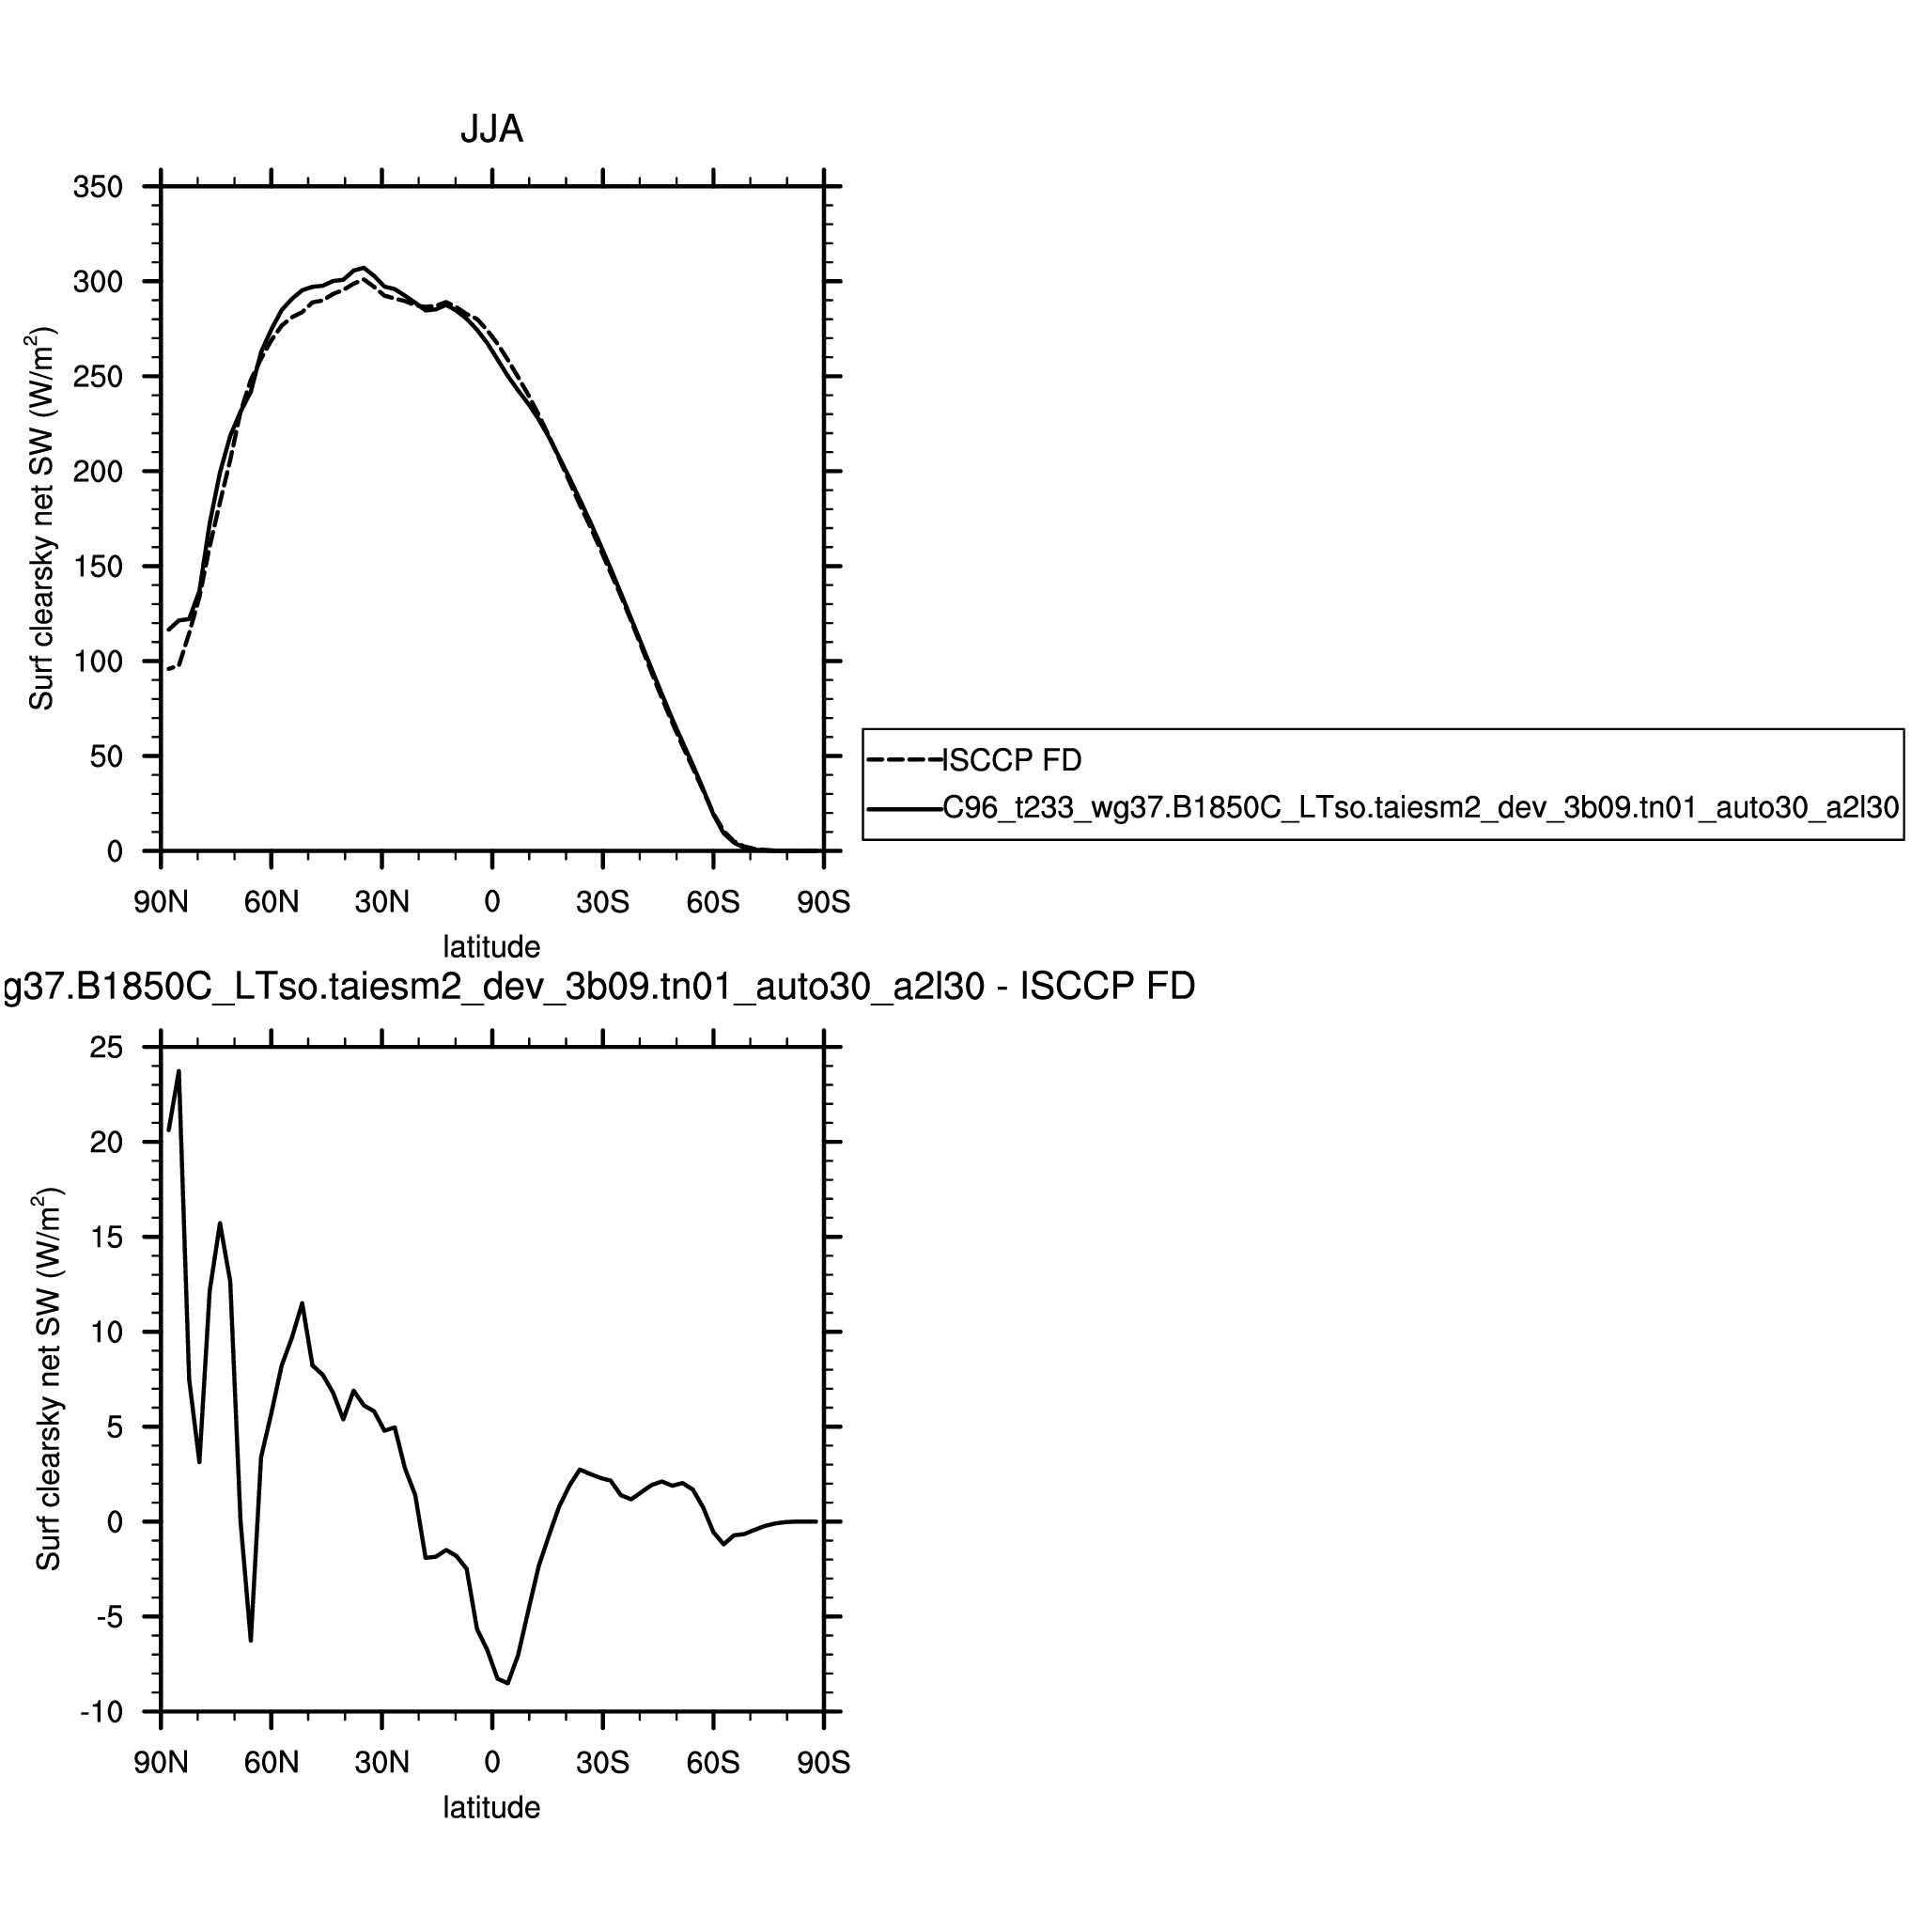 JJA
350
300
250
200
150
100
50
0
Surf clearsky net SW (W/m²)
90N 60N 30N 0 30S 60S 90S
latitude
ISCCP FD
C96_t233_wg37.B1850C_LTso.taiesm2_dev_3b09.tn01_auto30_a2l30
g37.B1850C_LTso.taiesm2_dev_3b09.tn01_auto30_a2l30 - ISCCP FD
25
20
15
10
5
0
-5
-10
Surf clearsky net SW (W/m²)
90N 60N 30N 0 30S 60S 90S
latitude